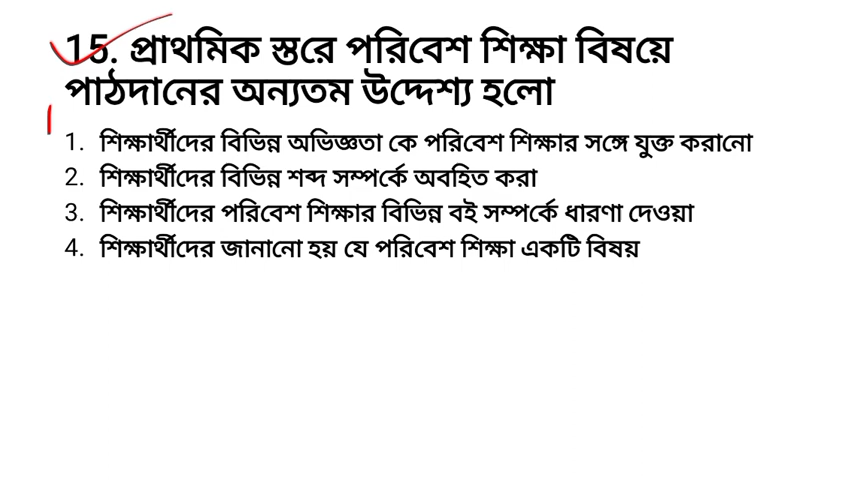 15. প্রাথমিক স্তরে পরিবেশ শিক্ষা বিষয়ে
পাঠদানের অন্যতম উদ্দেশ্য হলো
1. শিক্ষার্থীদের বিভিন্ন অভিজ্ঞতা কে পরিবেশ শিক্ষার সঙ্গে যুক্ত করানো
2. শিক্ষার্থীদের বিভিন্ন শব্দ সম্পর্কে অবহিত করা
3. শিক্ষার্থীদের পরিবেশ শিক্ষার বিভিন্ন বই সম্পর্কে ধারণা দেওয়া
4. শিক্ষার্থীদের জানানো হয় যে পরিবেশ শিক্ষা একটি বিষয়